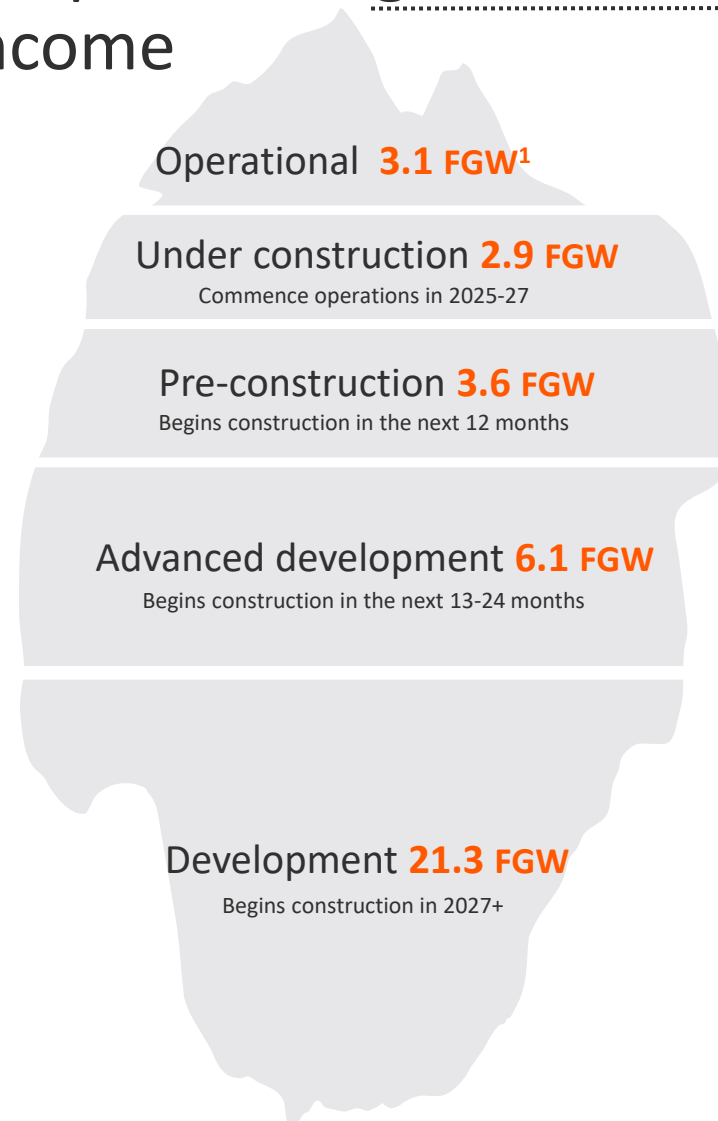 ncome
Operational 3.1 FGW¹
Under construction 2.9 FGW
Commence operations in 2025-27
Pre-construction 3.6 FGW
Begins construction in the next 12 months
Advanced development 6.1 FGW
Begins construction in the next 13-24 months
Development 21.3 FGW
Begins construction in 2027+